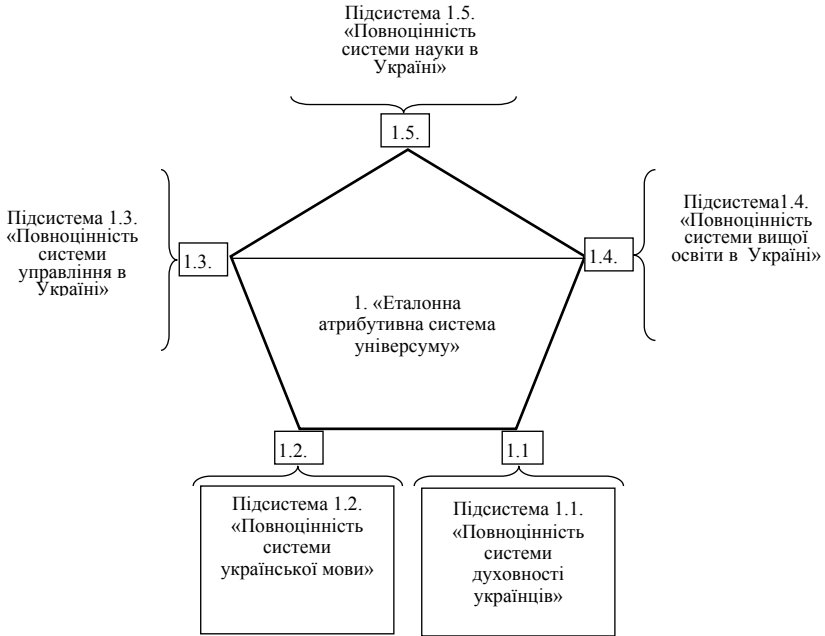 Підсистема 1.5.
«Повноцінність
системи науки в
Україні»
1.5.
Підсистема 1.3.
«Повноцінність
системи
управління в
Україні»
1.3.
1.4.
Підсистема1.4.
«Повноцінність
системи вищої
освіти в Україні»
1. «Еталонна
атрибутивна система
універсуму»
1.2.
1.1
Підсистема 1.2.
«Повноцінність
системи
української мови»
Підсистема 1.1.
«Повноцінність
системи
духовності
українців»